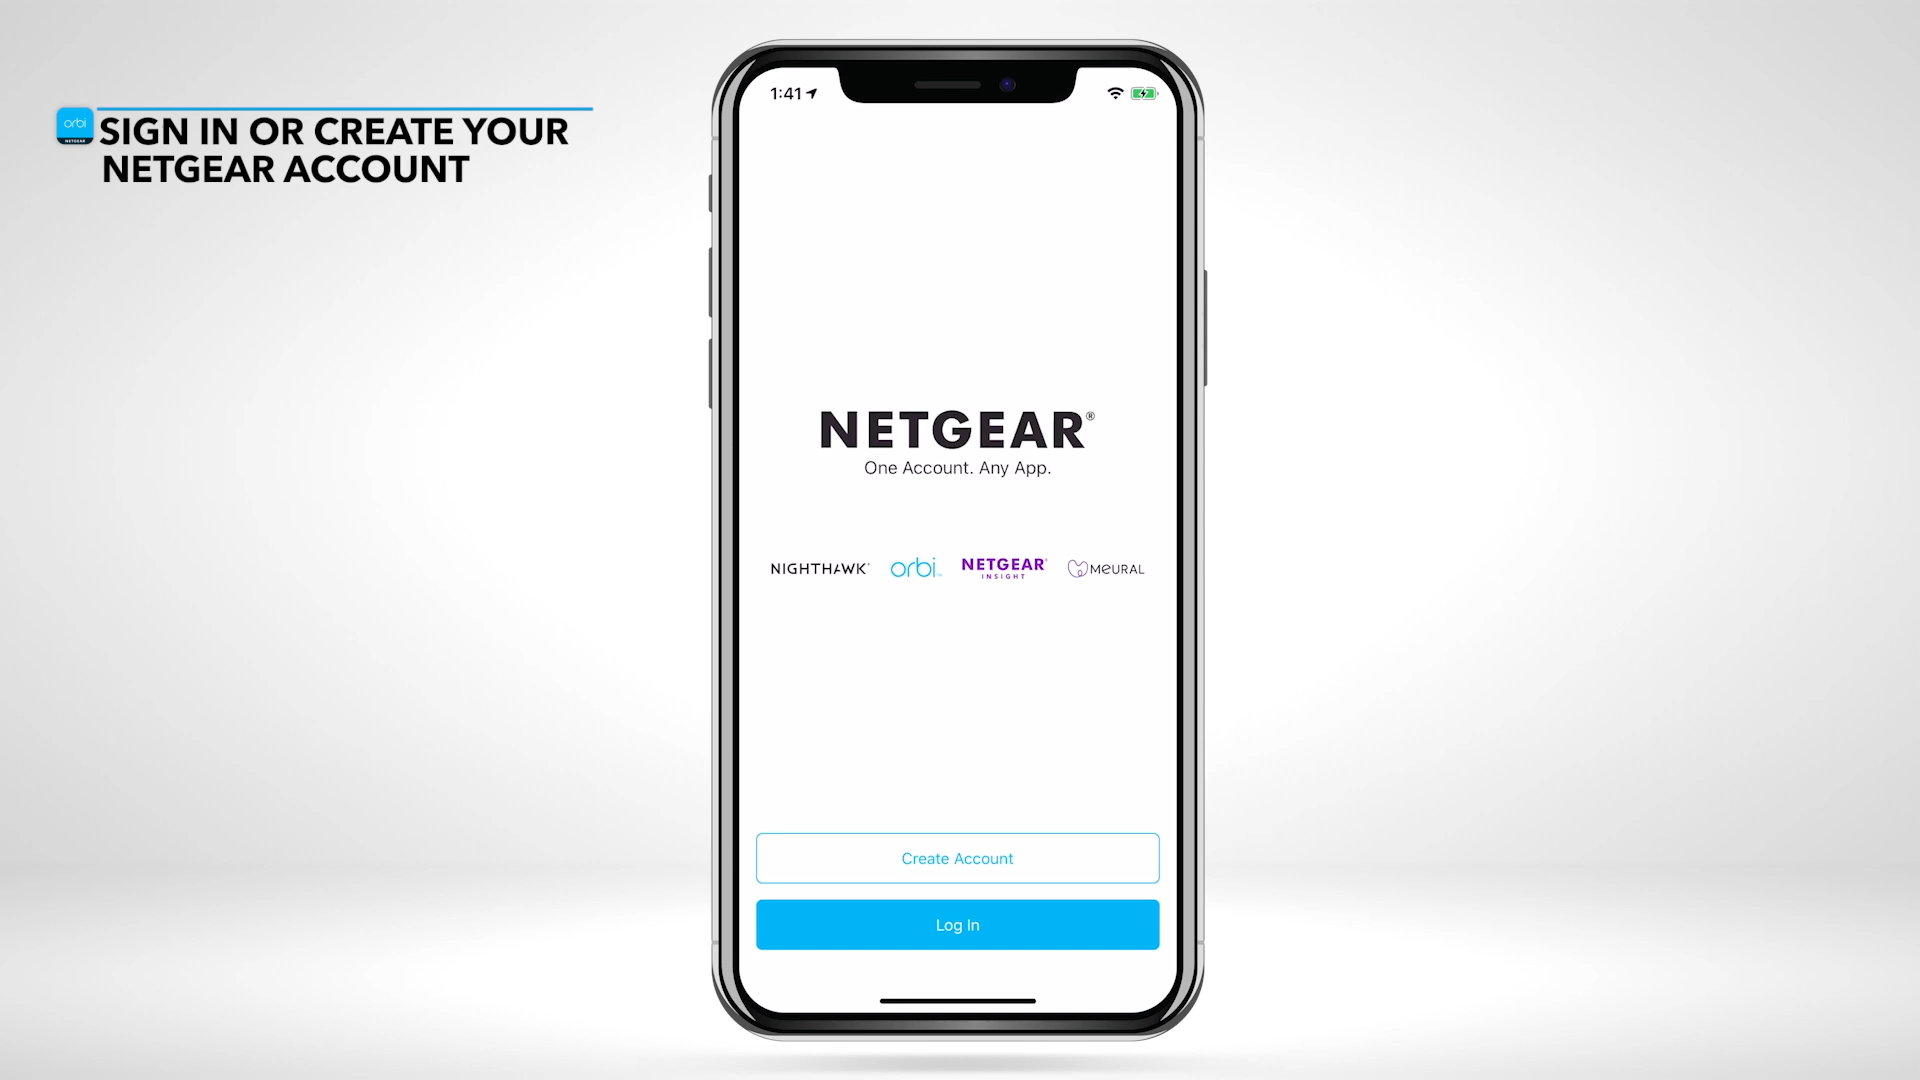 orbi
NETGEAR
SIGN IN OR CREATE YOUR
NETGEAR ACCOUNT
1:41
NETGEAR®
One Account. Any App.
NIGHTHAWK orbi NETGEAR INSIGHT MEURAL
Create Account
Log In